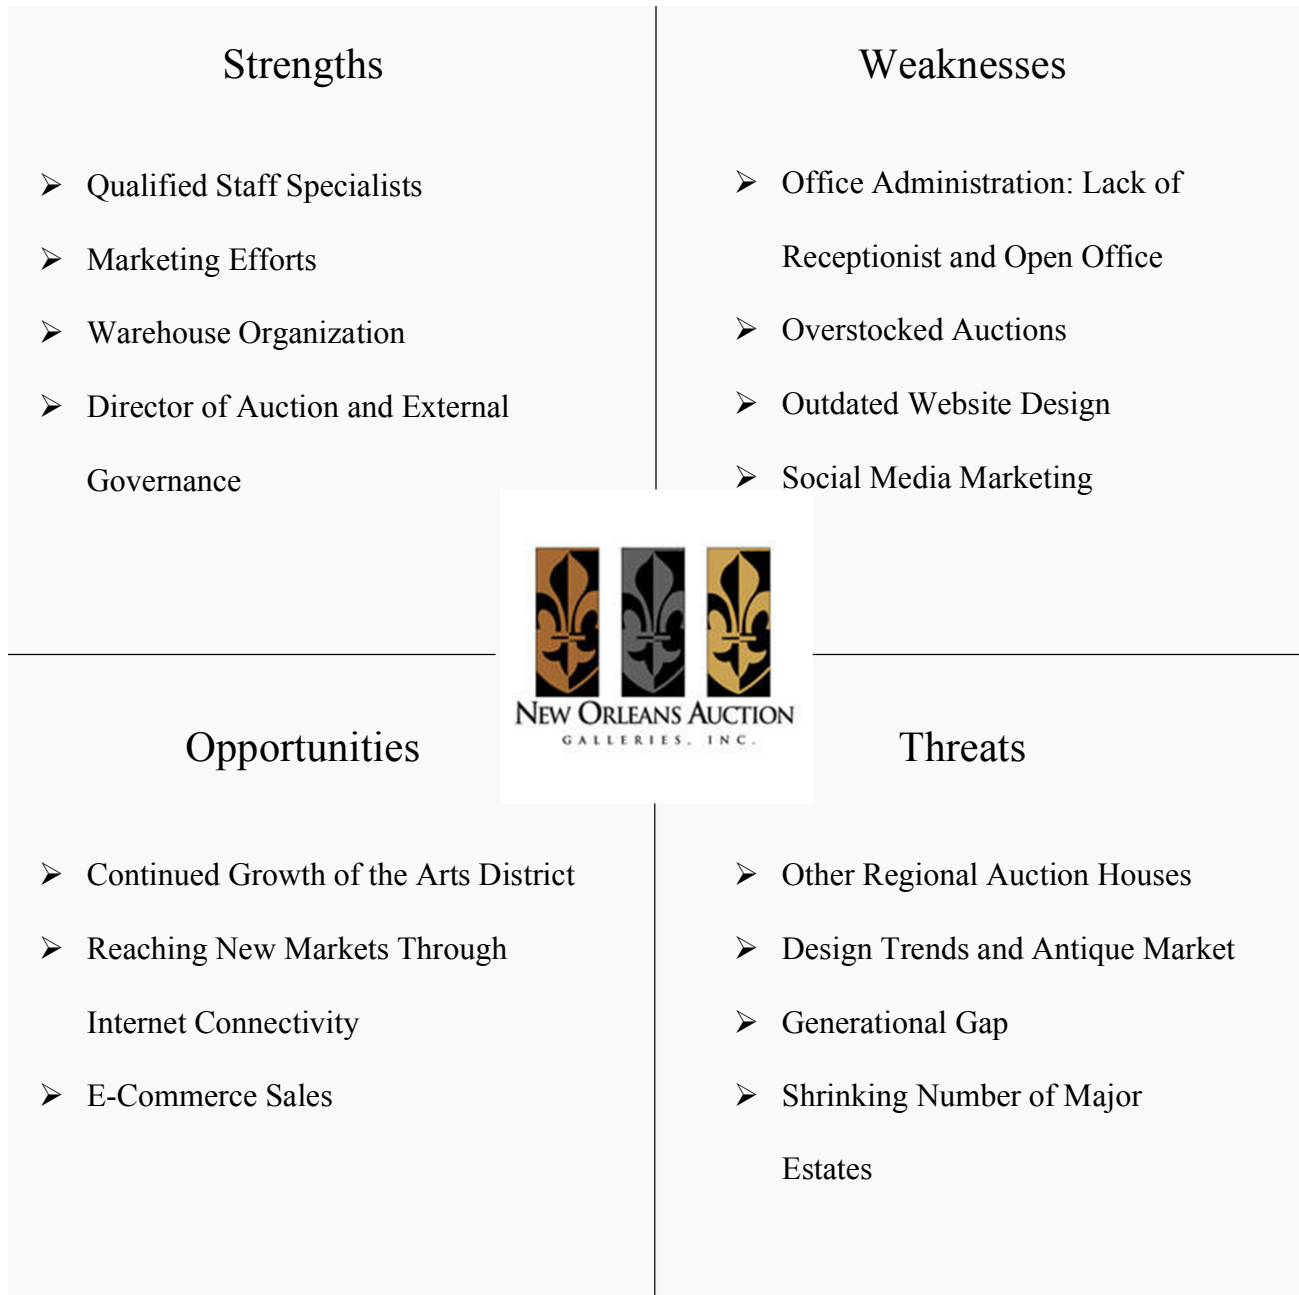 Strengths
➢ Qualified Staff Specialists
➢ Marketing Efforts
➢ Warehouse Organization
➢ Director of Auction and External
Governance
Weaknesses
➢ Office Administration: Lack of
Receptionist and Open Office
➢ Overstocked Auctions
➢ Outdated Website Design
➢ Social Media Marketing
NEW ORLEANS AUCTION
GALLERIES, INC.
Opportunities
➢ Continued Growth of the Arts District
➢ Reaching New Markets Through
Internet Connectivity
➢ E-Commerce Sales
Threats
➢ Other Regional Auction Houses
➢ Design Trends and Antique Market
➢ Generational Gap
➢ Shrinking Number of Major
Estates